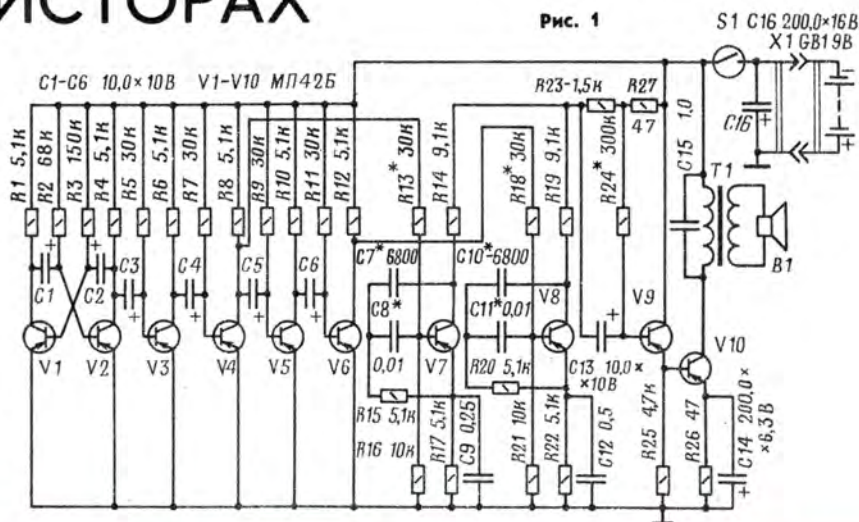 ИСТОРАХ
Рис. 1
S1 C16 200,0×16В
X1 GB1 9В
C1-C6 10,0×10В V1-V10 МП42Б
R23-1,5к R27
47
R1 5,1к
R2 68к
R3 150к
R4 5,1к
R5 30к
R6 5,1к
R7 30к
R8 5,1к
R9 30к
R10 5,1к
R11 30к
R12 5,1к
R13* 30к
R14 9,1к
R18* 30к
R19 9,1к
R24* 300к
C15 1,0
C16
+
−
+
T1
B1
C1
+
C2
+
C3
+
C4
+
C5
+
C6
+
C7* 6800
C8*
0,01
C10*-6800
C11* 0,01
V1
V2
V3
V4
V5
V6
V7
V8
V9
V10
C13 10,0×
×10В
+
R15 5,1к
R16 10к
R17 5,1к
C9 0,25
R20 5,1к
R21 10к
R22 5,1к
C12 0,5
R25 4,7к
R26 47
C14 200,0×
×6,3В
+